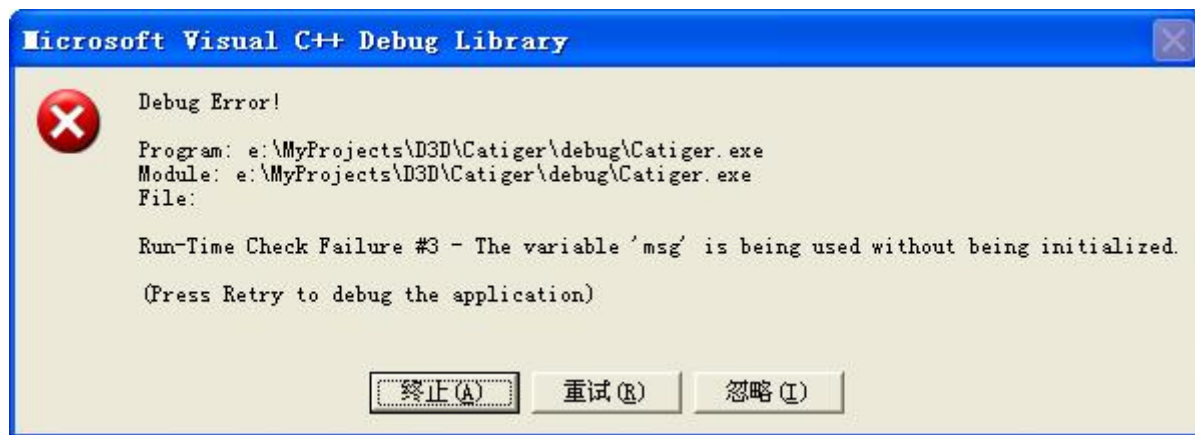 Microsoft Visual C++ Debug Library
Debug Error!
Program: e:\MyProjects\D3D\Catiger\debug\Catiger.exe
Module: e:\MyProjects\D3D\Catiger\debug\Catiger.exe
File:
Run-Time Check Failure #3 - The variable 'msg' is being used without being initialized.
(Press Retry to debug the application)
终止(A) 重试(R) 忽略(I)